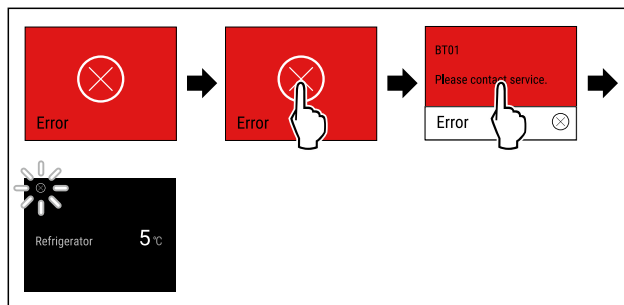 Error
Error
BT01
Please contact service.
Error
Refrigerator 5 °C